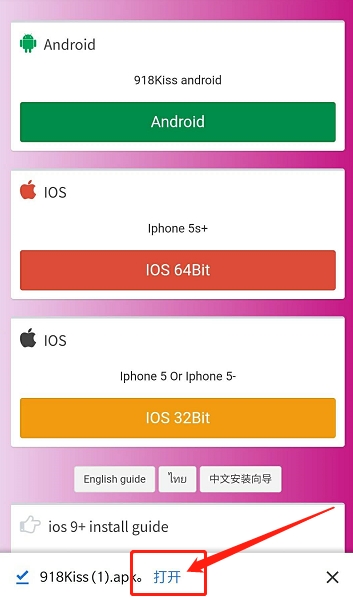 Android
918Kiss android
Android
IOS
Iphone 5s+
IOS 64Bit
IOS
Iphone 5 Or Iphone 5-
IOS 32Bit
English guide ไทย 中文安装向导
ios 9+ install guide
918Kiss (1).apk。 打开